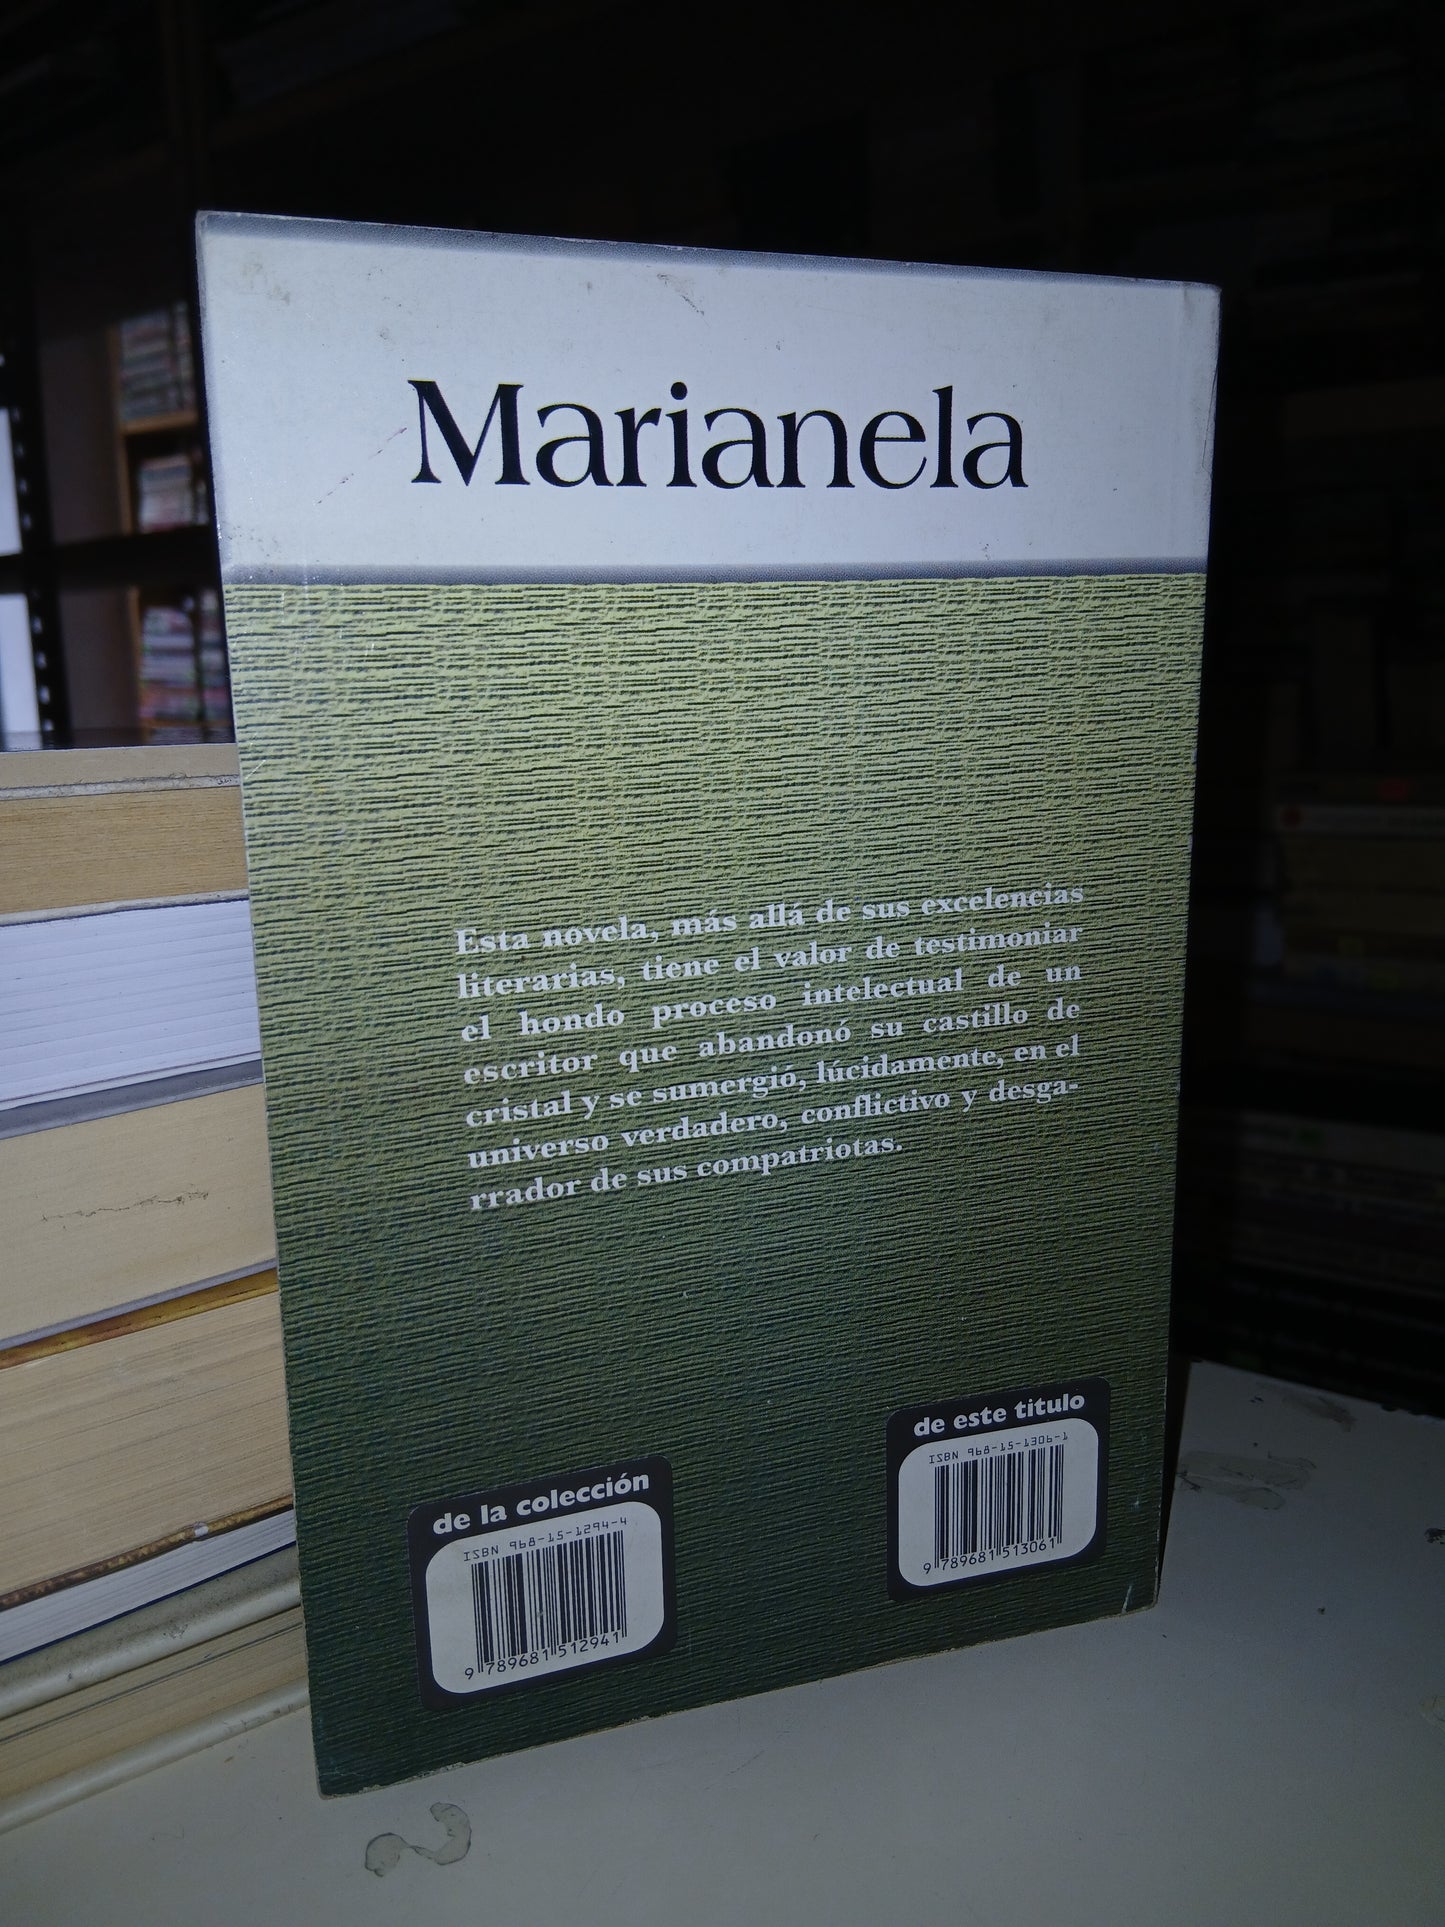 Marianela
Esta novela, más allá de sus excelencias
literarias, tiene el valor de testimoniar
el hondo proceso intelectual de un
escritor que abandonó su castillo de
cristal y se sumergió, lúcidamente, en el
universo verdadero, conflictivo y desga-
rrador de sus compatriotas.
de la colección
ISBN 968-15-1294-4
9 789681 512941
de este titulo
ISBN 968-15-1306-1
9 789681 513061